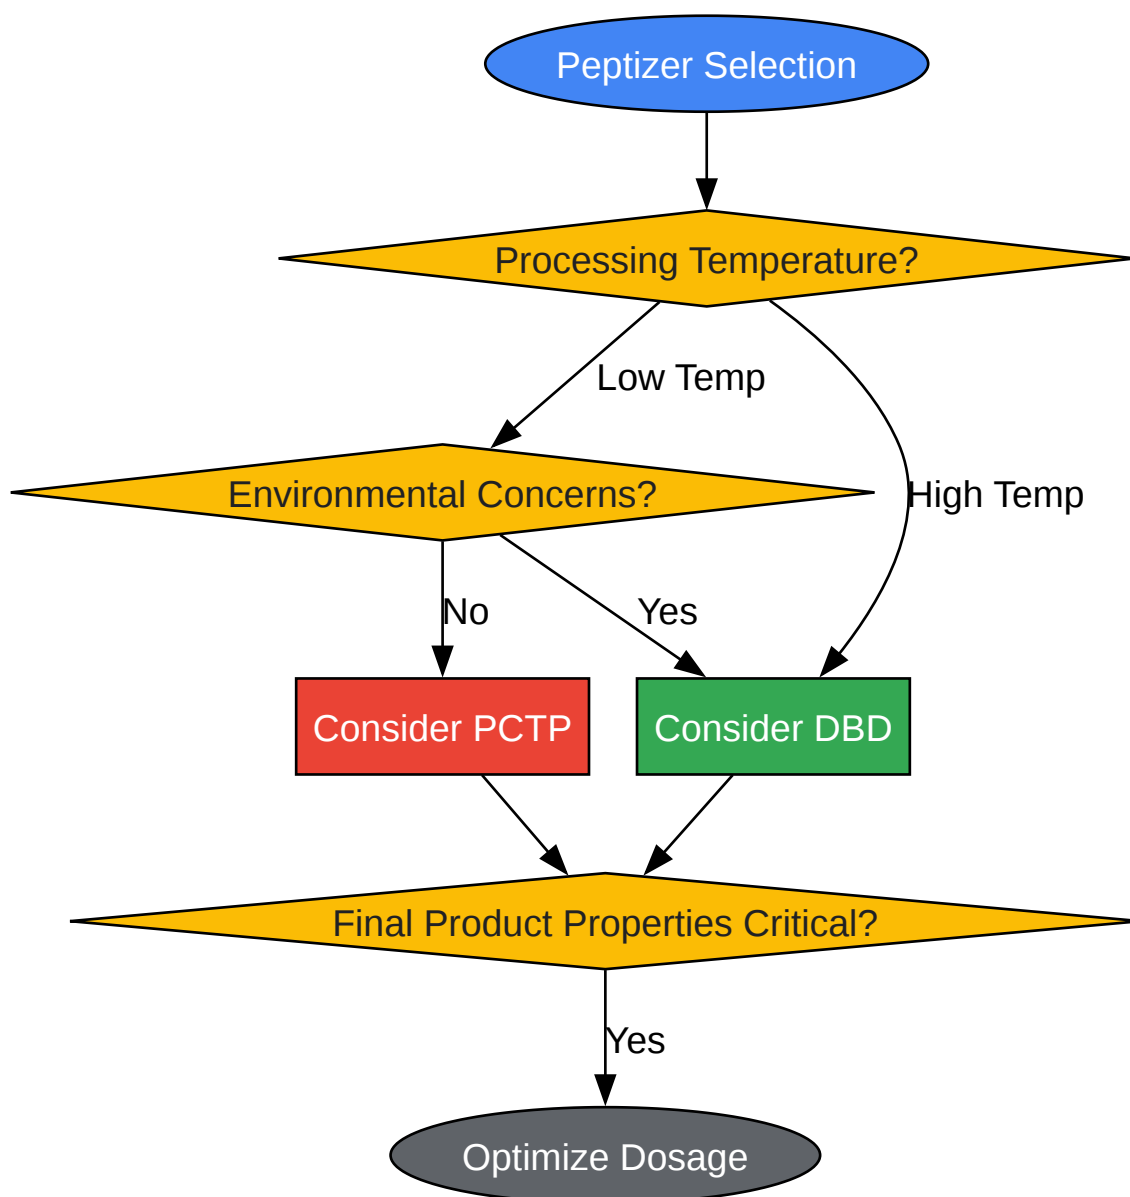 Peptizer Selection
Processing Temperature?
Low Temp
Environmental Concerns?
High Temp
No
Yes
Consider PCTP
Consider DBD
Final Product Properties Critical?
Yes
Optimize Dosage